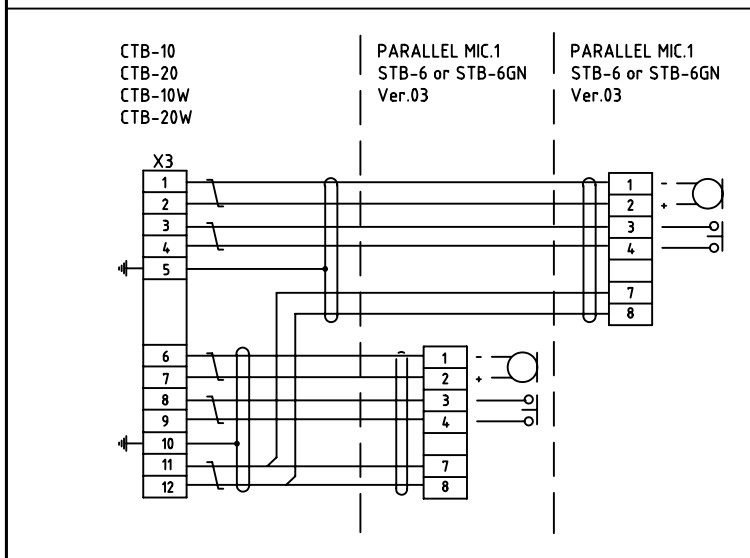 CTB-10
CTB-20
CTB-10W
CTB-20W
PARALLEL MIC.1
STB-6 or STB-6GN
Ver.03
PARALLEL MIC.1
STB-6 or STB-6GN
Ver.03
X3
1
2
3
4
5
6
7
8
9
10
11
12
1
2
3
4
7
8
-
+
1
2
3
4
7
8
-
+